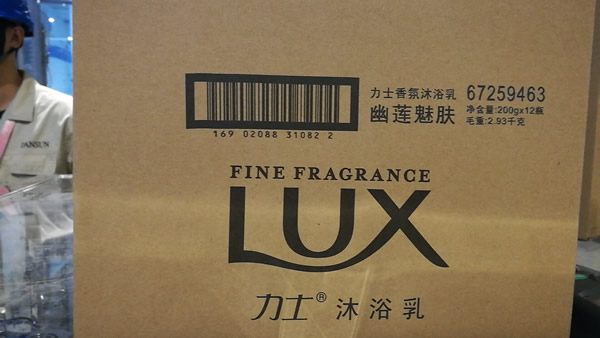 力士香氛沐浴乳 67259463
幽莲魅肤 净含量:200gx12瓶
毛重:2.93千克
169 02088 31082 2
DANSUN
FINE FRAGRANCE
LUX
力士® 沐浴乳